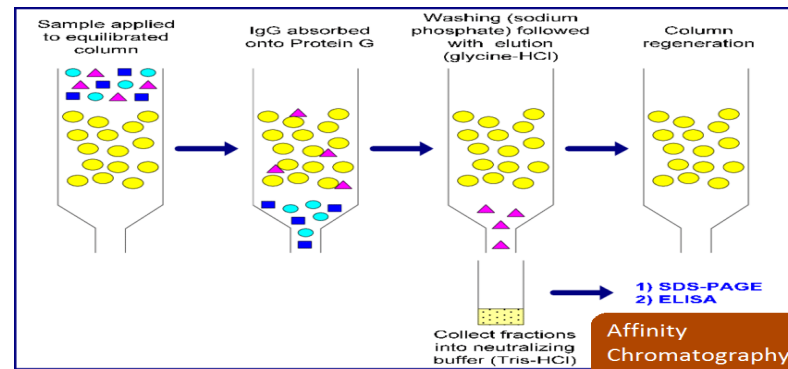 Sample applied
to equilibrated
column
IgG absorbed
onto Protein G
Washing (sodium
phosphate) followed
with elution
(glycine-HCl)
Column
regeneration
1) SDS-PAGE
2) ELISA
Collect fractions
into neutralizing
buffer (Tris-HCl)
Affinity
Chromatography